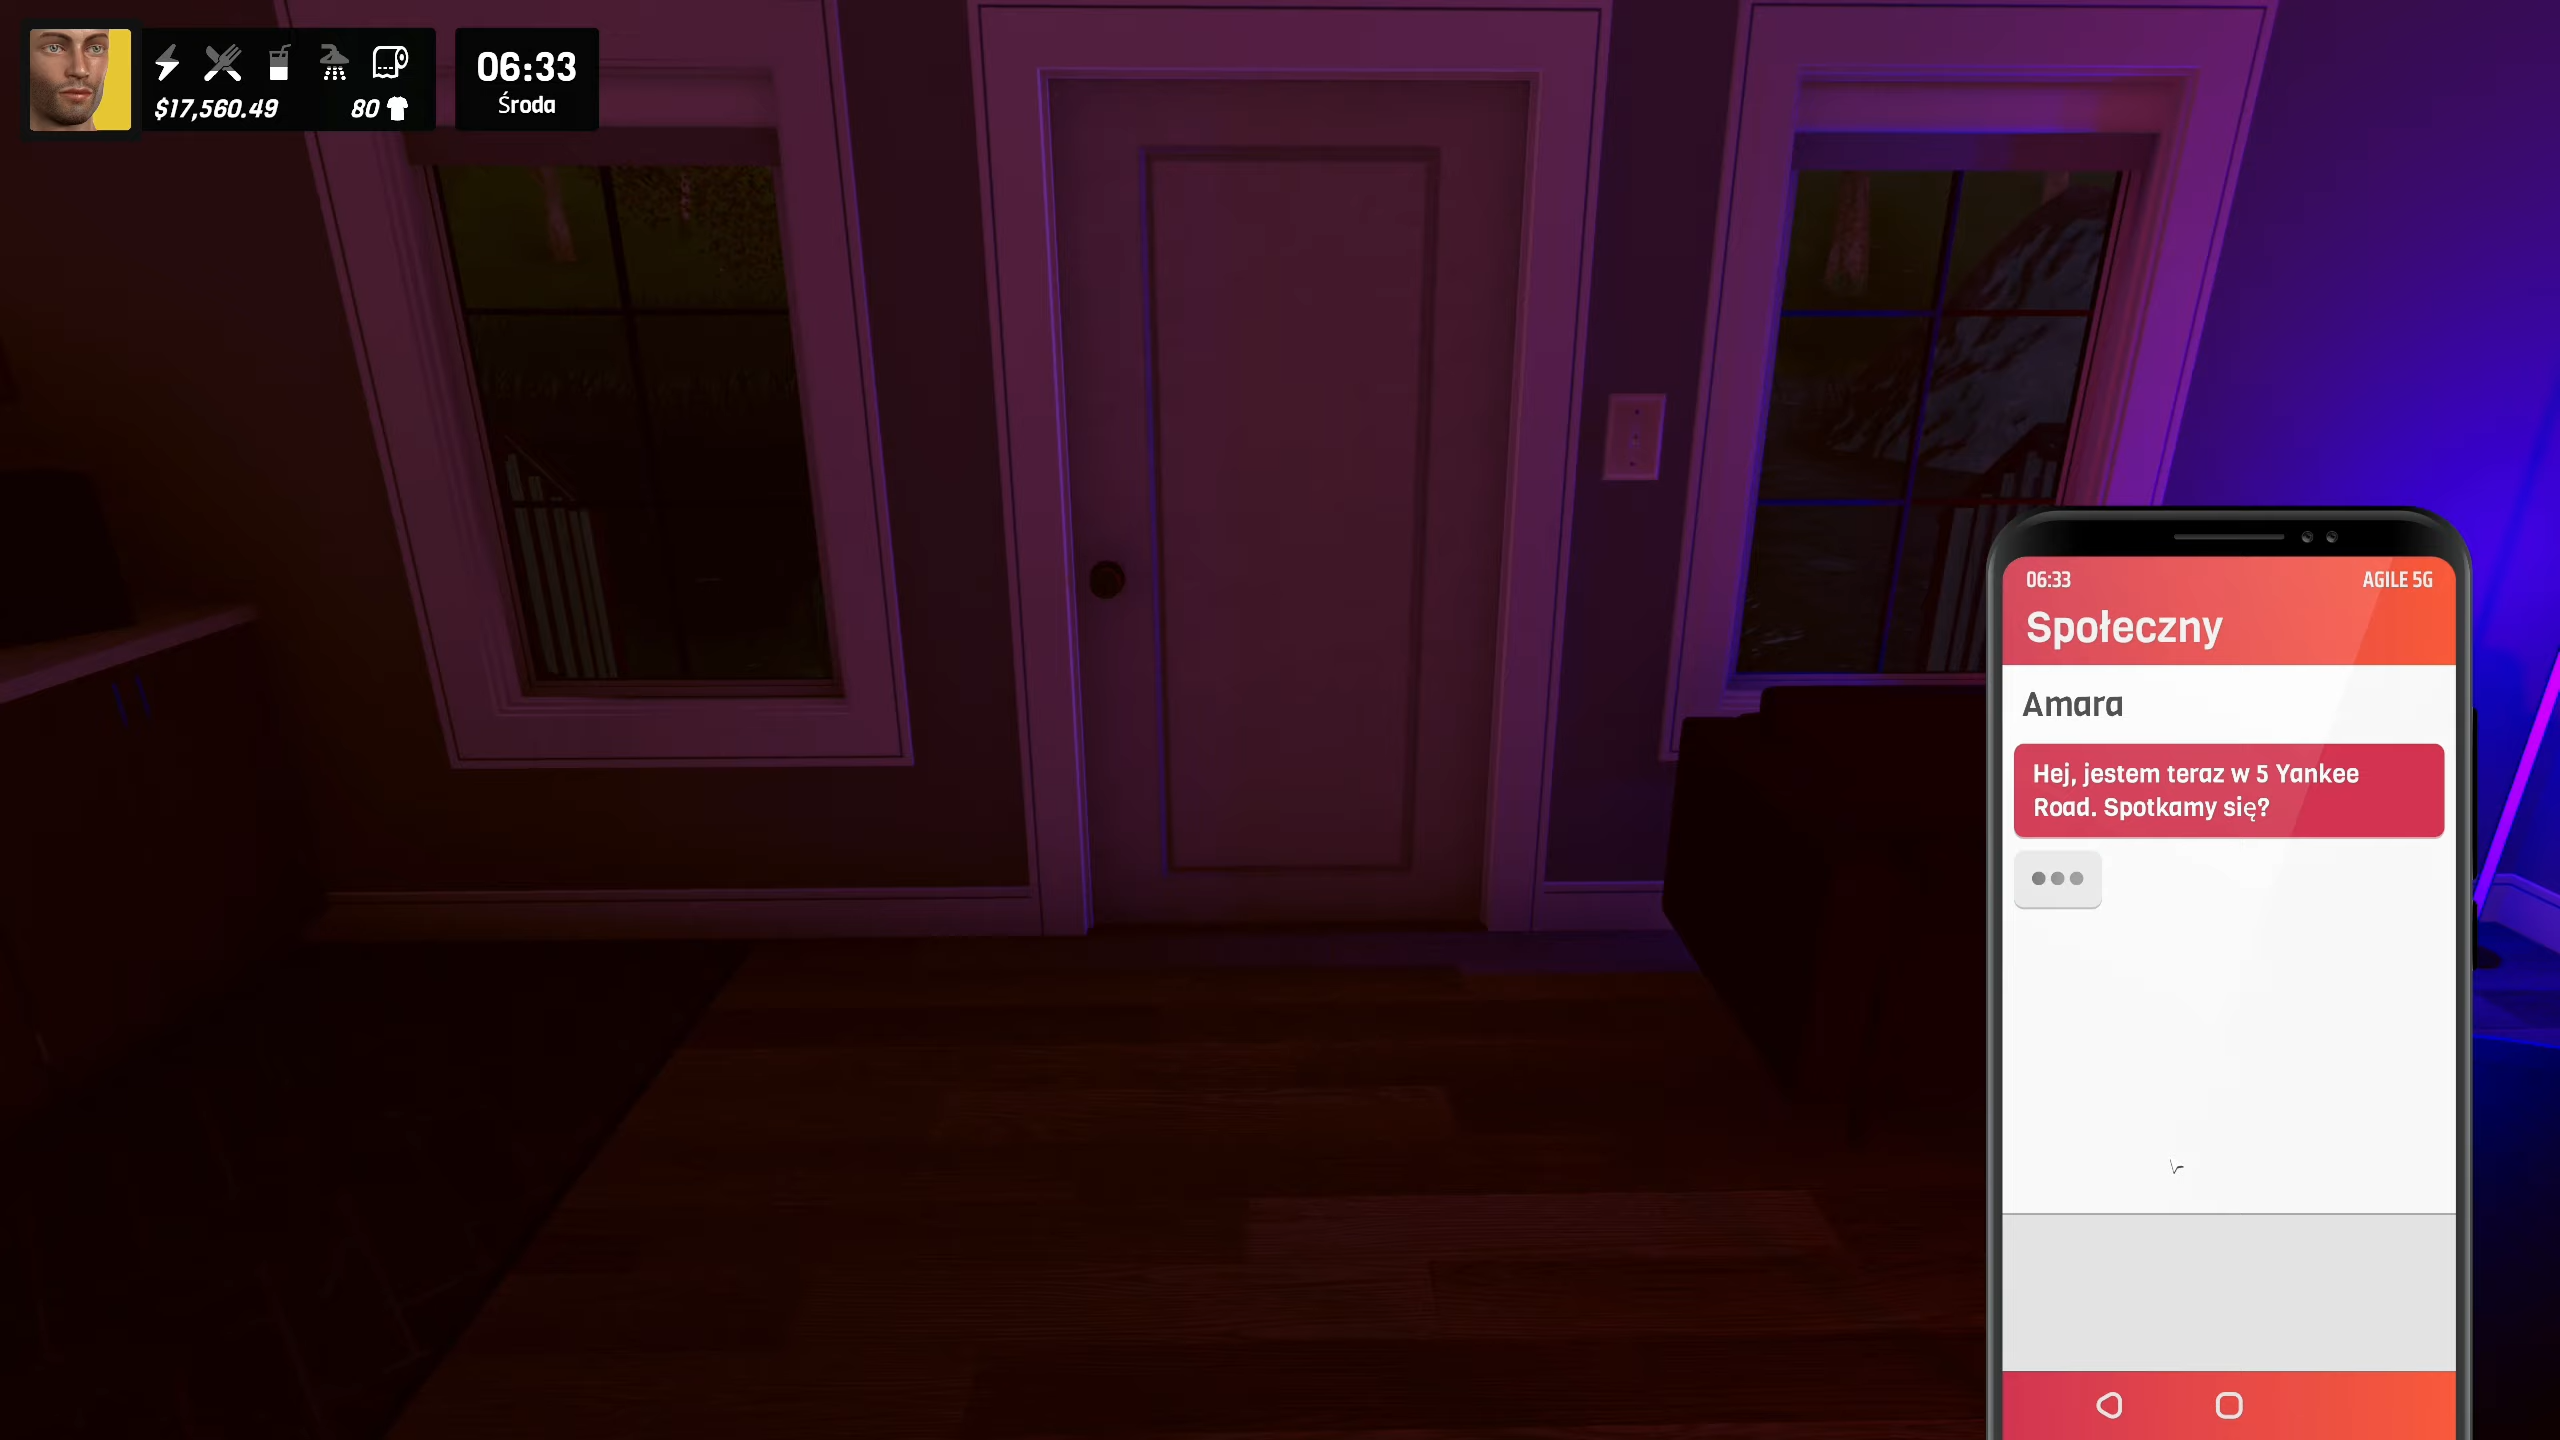 06:33
$17,560.49
80
Środa
06:33
AGILE 5G
Społeczny
Amara
Hej, jestem teraz w 5 Yankee
Road. Spotkamy się?